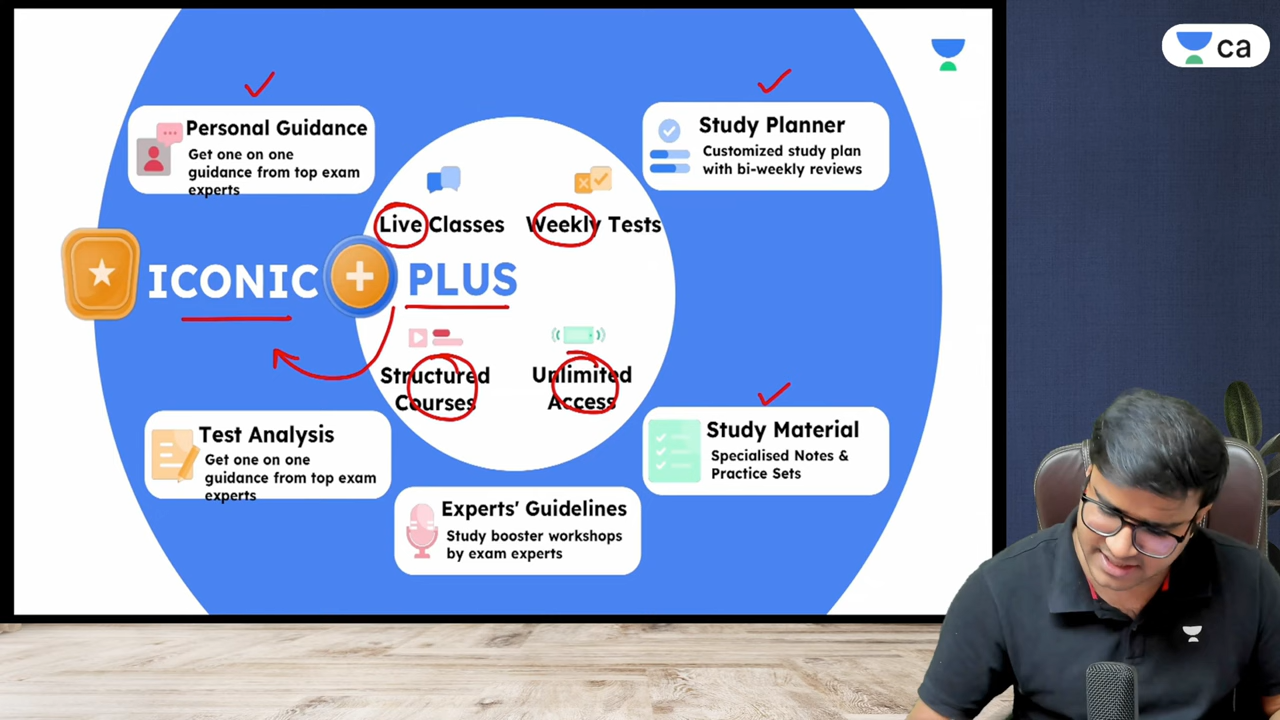 ca
Personal Guidance
Get one on one
guidance from top exam
experts
Study Planner
Customized study plan
with bi-weekly reviews
Live Classes
Weekly Tests
ICONIC
PLUS
Structured
Courses
Unlimited
Access
Test Analysis
Get one on one
guidance from top exam
experts
Study Material
Specialised Notes &
Practice Sets
Experts' Guidelines
Study booster workshops
by exam experts